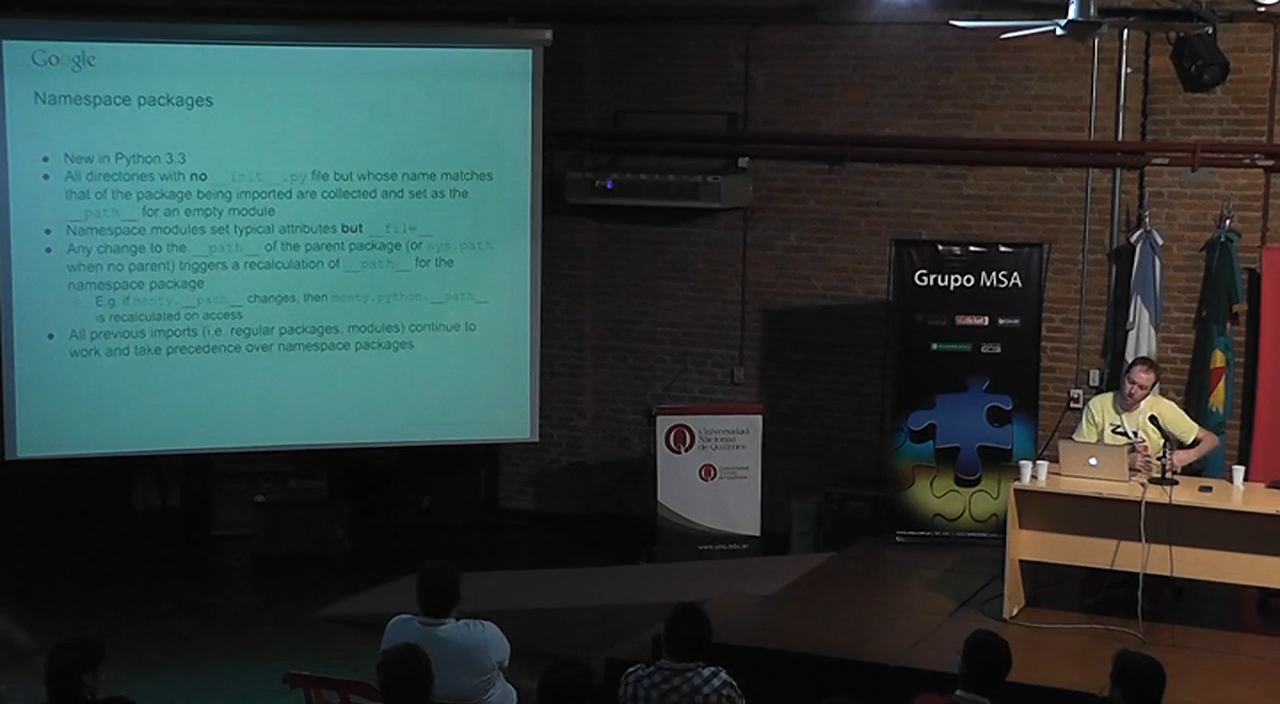 Google
Namespace packages
New in Python 3.3
All directories with no __init__.py file but whose name matches
that of the package being imported are collected and set as the
__path__ for an empty module
Namespace modules set typical attributes but __file__
Any change to the __path__ of the parent package (or sys.path
when no parent) triggers a recalculation of __path__ for the
namespace package
E.g. if monty.__path__ changes, then monty.python.__path__
is recalculated on access
All previous imports (i.e. regular packages, modules) continue to
work and take precedence over namespace packages
Grupo MSA
Universidad
Nacional
de Quilmes